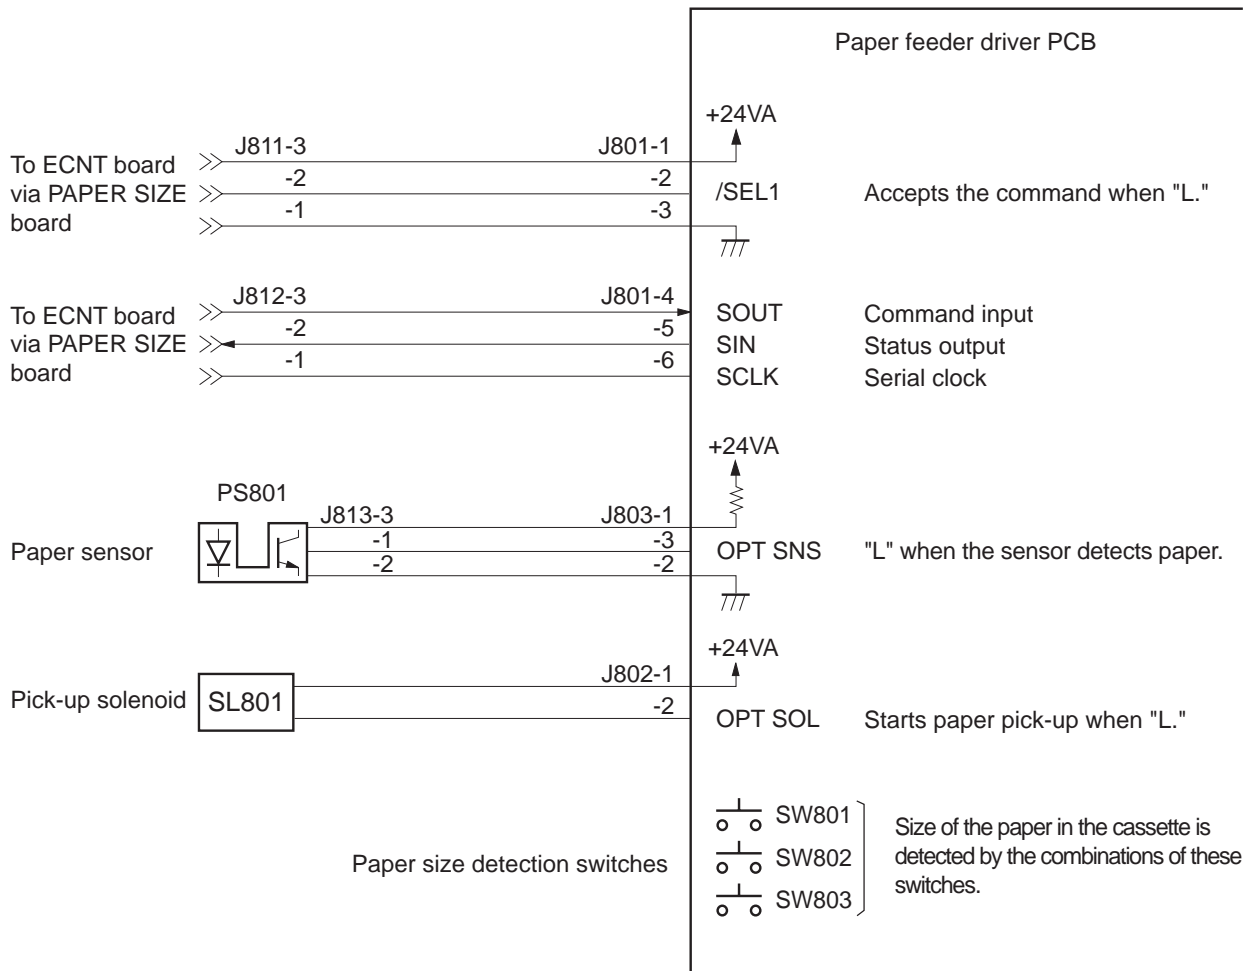 Paper feeder driver PCB
+24VA
J811-3 J801-1
To ECNT board
via PAPER SIZE
board
-2 -2 /SEL1 Accepts the command when "L."
-1 -3
J812-3 J801-4 SOUT Command input
To ECNT board
via PAPER SIZE
board
-2 -5 SIN Status output
-1 -6 SCLK Serial clock
+24VA
PS801
J813-3 J803-1
Paper sensor -1 -3 OPT SNS "L" when the sensor detects paper.
-2 -2
+24VA
J802-1
Pick-up solenoid SL801
-2 OPT SOL Starts paper pick-up when "L."
Paper size detection switches
SW801
SW802
SW803
Size of the paper in the cassette is
detected by the combinations of these
switches.